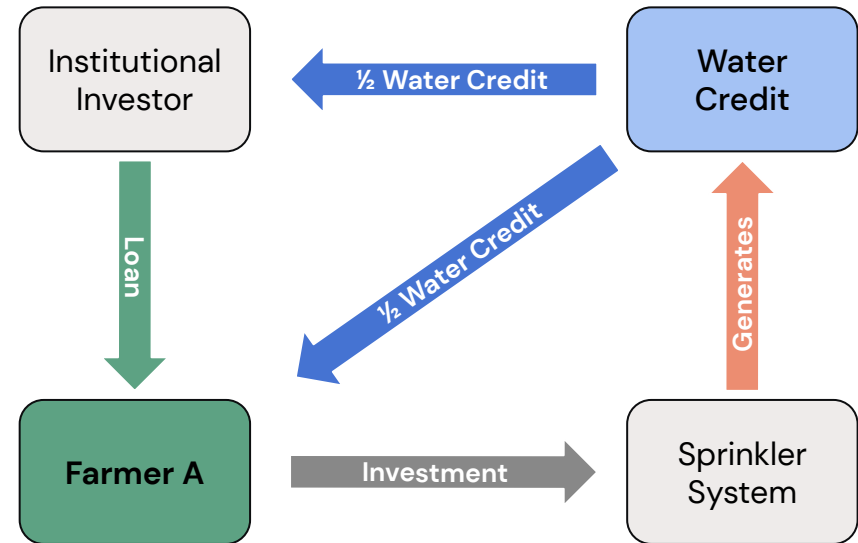 Institutional
Investor
½ Water Credit
Water
Credit
Loan
½ Water Credit
Generates
Farmer A
Investment
Sprinkler
System